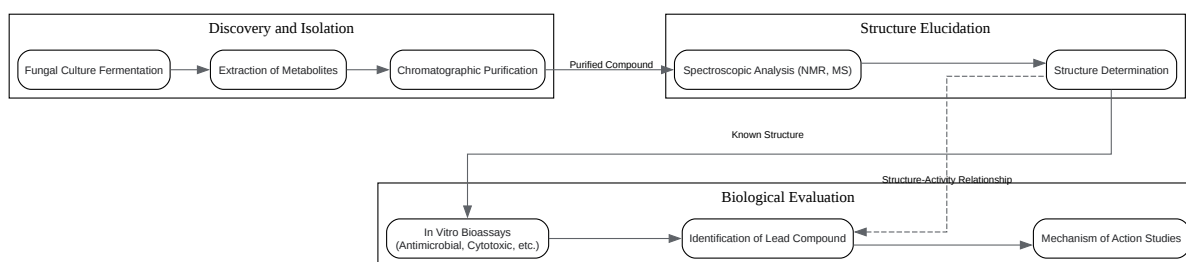 Discovery and Isolation
Fungal Culture Fermentation
Extraction of Metabolites
Chromatographic Purification
Purified Compound
Structure Elucidation
Spectroscopic Analysis (NMR, MS)
Structure Determination
Known Structure
Structure-Activity Relationship
Biological Evaluation
In Vitro Bioassays
(Antimicrobial, Cytotoxic, etc.)
Identification of Lead Compound
Mechanism of Action Studies